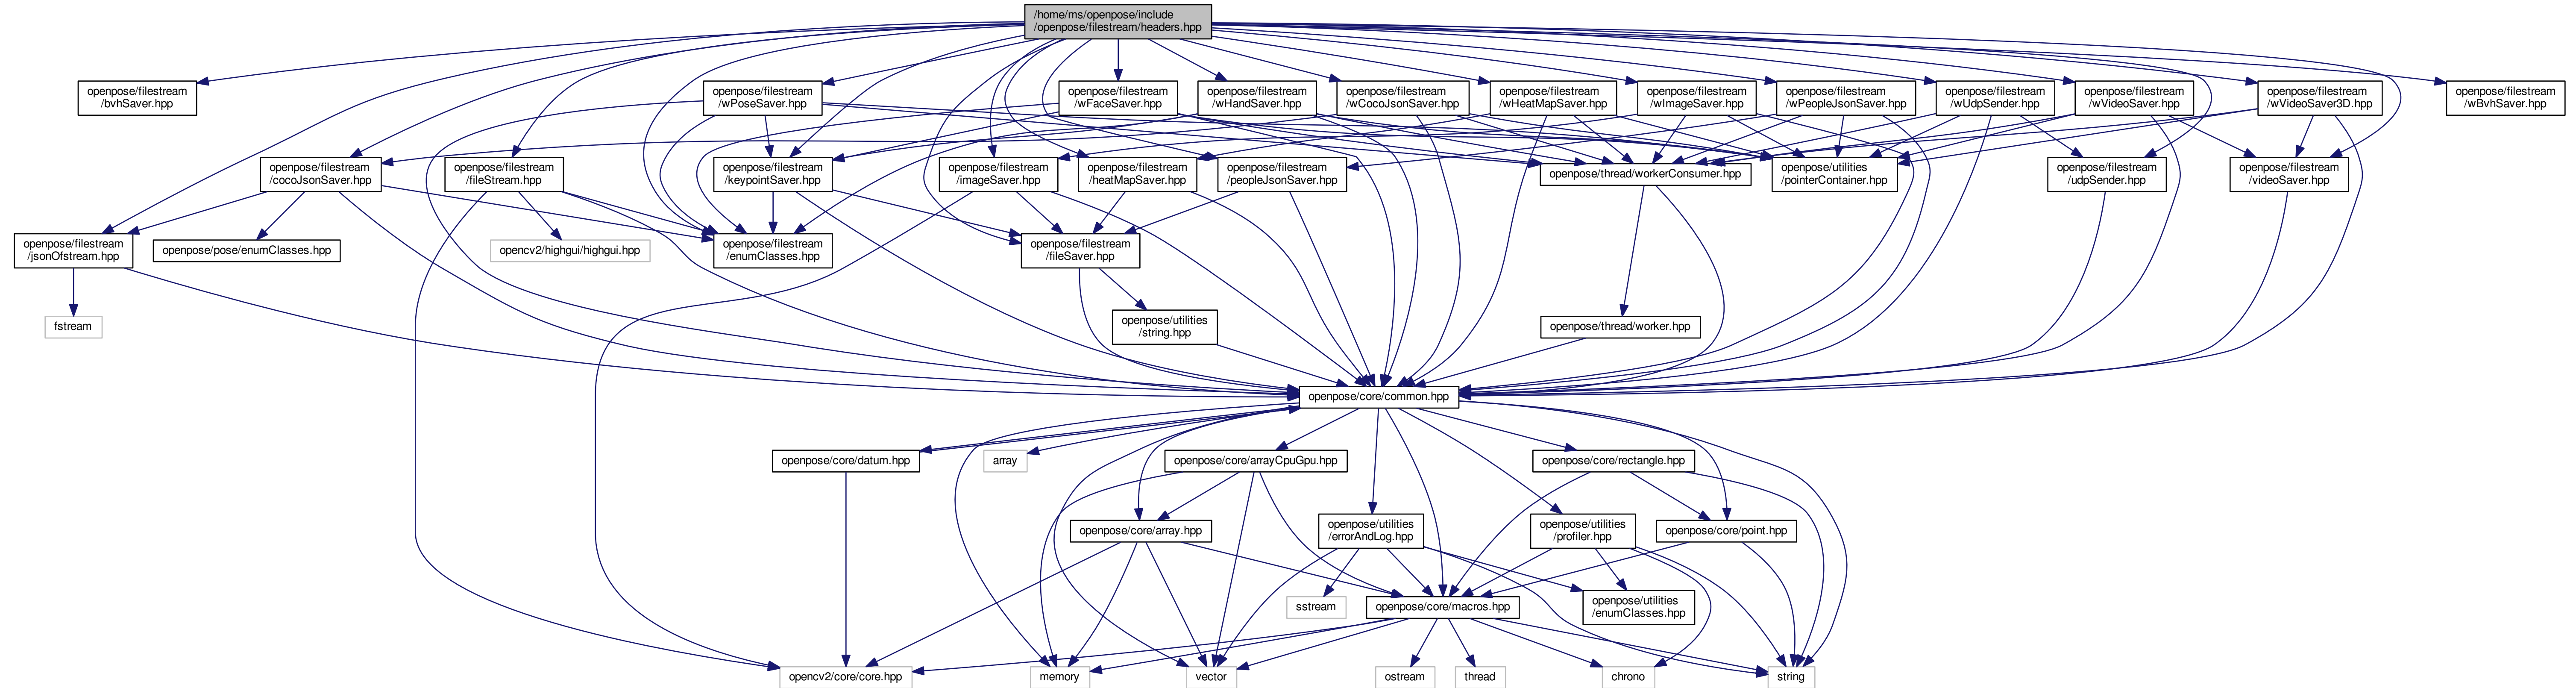 /home/ms/openpose/include
/openpose/filestream/headers.hpp
openpose/filestream
/bvhSaver.hpp
openpose/filestream
/wPoseSaver.hpp
openpose/filestream
/wFaceSaver.hpp
openpose/filestream
/wHandSaver.hpp
openpose/filestream
/wCocoJsonSaver.hpp
openpose/filestream
/wHeatMapSaver.hpp
openpose/filestream
/wImageSaver.hpp
openpose/filestream
/wPeopleJsonSaver.hpp
openpose/filestream
/wUdpSender.hpp
openpose/filestream
/wVideoSaver.hpp
openpose/filestream
/wVideoSaver3D.hpp
openpose/filestream
/wBvhSaver.hpp
openpose/filestream
/cocoJsonSaver.hpp
openpose/filestream
/fileStream.hpp
openpose/filestream
/keypointSaver.hpp
openpose/filestream
/imageSaver.hpp
openpose/filestream
/heatMapSaver.hpp
openpose/filestream
/peopleJsonSaver.hpp
openpose/thread/workerConsumer.hpp
openpose/utilities
/pointerContainer.hpp
openpose/filestream
/udpSender.hpp
openpose/filestream
/videoSaver.hpp
openpose/filestream
/jsonOfstream.hpp
openpose/pose/enumClasses.hpp
opencv2/highgui/highgui.hpp
openpose/filestream
/enumClasses.hpp
openpose/filestream
/fileSaver.hpp
fstream
openpose/utilities
/string.hpp
openpose/thread/worker.hpp
openpose/core/common.hpp
openpose/core/datum.hpp
array
openpose/core/arrayCpuGpu.hpp
openpose/core/rectangle.hpp
openpose/core/array.hpp
openpose/utilities
/errorAndLog.hpp
openpose/utilities
/profiler.hpp
openpose/core/point.hpp
sstream
openpose/core/macros.hpp
openpose/utilities
/enumClasses.hpp
opencv2/core/core.hpp
memory
vector
ostream
thread
chrono
string